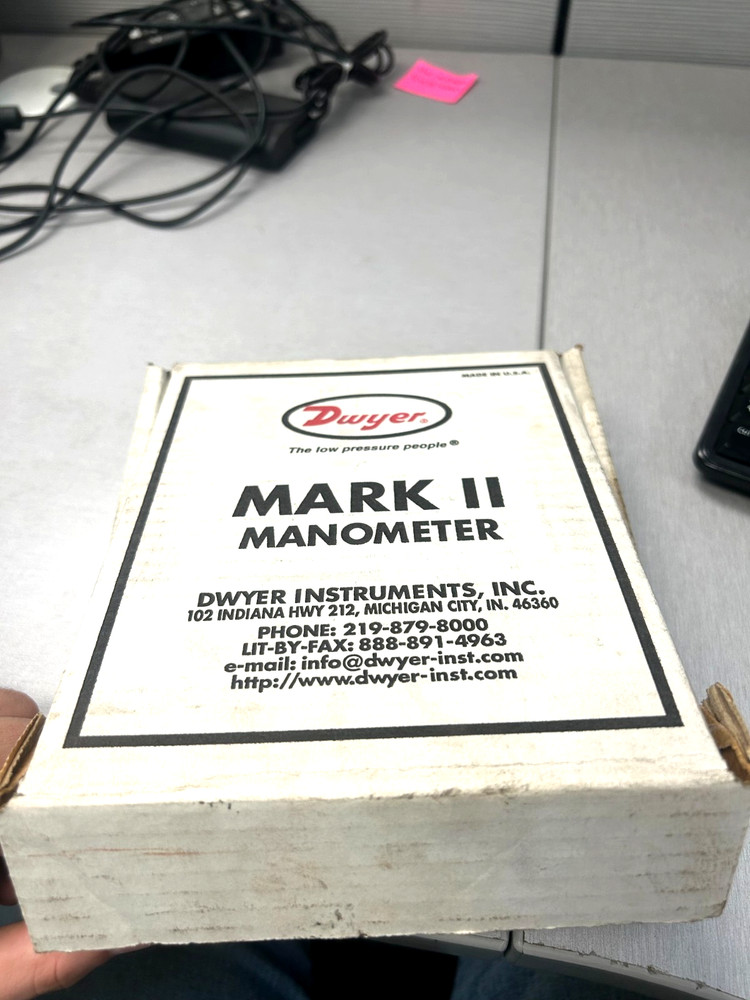 MADE IN U.S.A.
Dwyer®
The low pressure people®
MARK II
MANOMETER
DWYER INSTRUMENTS, INC.
102 INDIANA HWY 212, MICHIGAN CITY, IN. 46360
PHONE: 219-879-8000
LIT-BY-FAX: 888-891-4963
e-mail: info@dwyer-inst.com
http://www.dwyer-inst.com